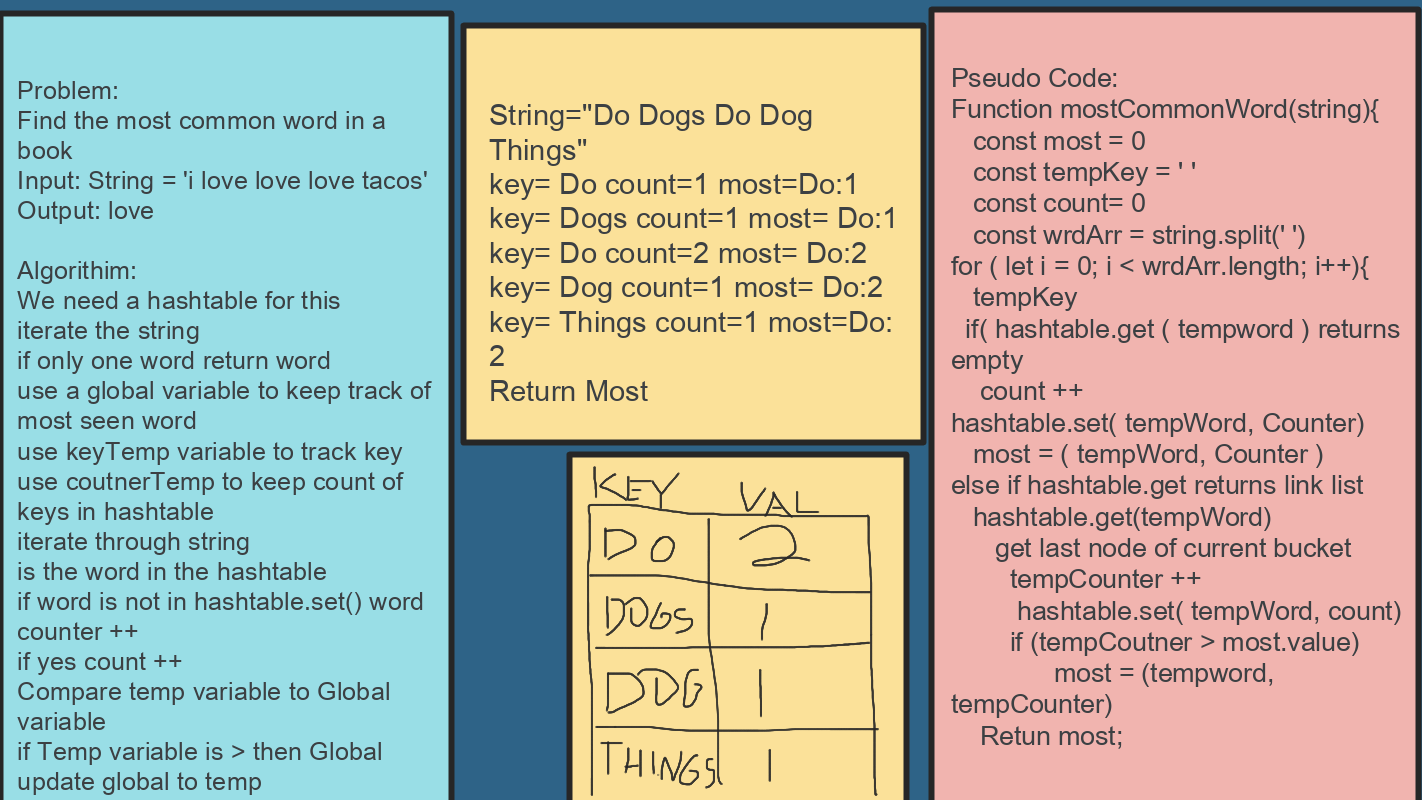 Problem:
Find the most common word in a
book
Input: String = 'i love love love tacos'
Output: love
Algorithim:
We need a hashtable for this
iterate the string
if only one word return word
use a global variable to keep track of
most seen word
use keyTemp variable to track key
use coutnerTemp to keep count of
keys in hashtable
iterate through string
is the word in the hashtable
if word is not in hashtable.set() word
counter ++
if yes count ++
Compare temp variable to Global
variable
if Temp variable is > then Global
update global to temp
String="Do Dogs Do Dog
Things"
key= Do count=1 most=Do:1
key= Dogs count=1 most= Do:1
key= Do count=2 most= Do:2
key= Dog count=1 most= Do:2
key= Things count=1 most=Do:
2
Return Most
KEY VAL
DO 2
DOGS 1
DOG 1
THINGS 1
Pseudo Code:
Function mostCommonWord(string){
const most = 0
const tempKey = ' '
const count= 0
const wrdArr = string.split(' ')
for ( let i = 0; i < wrdArr.length; i++){
tempKey
if( hashtable.get ( tempword ) returns
empty
count ++
hashtable.set( tempWord, Counter)
most = ( tempWord, Counter )
else if hashtable.get returns link list
hashtable.get(tempWord)
get last node of current bucket
tempCounter ++
hashtable.set( tempWord, count)
if (tempCoutner > most.value)
most = (tempword,
tempCounter)
Retun most;